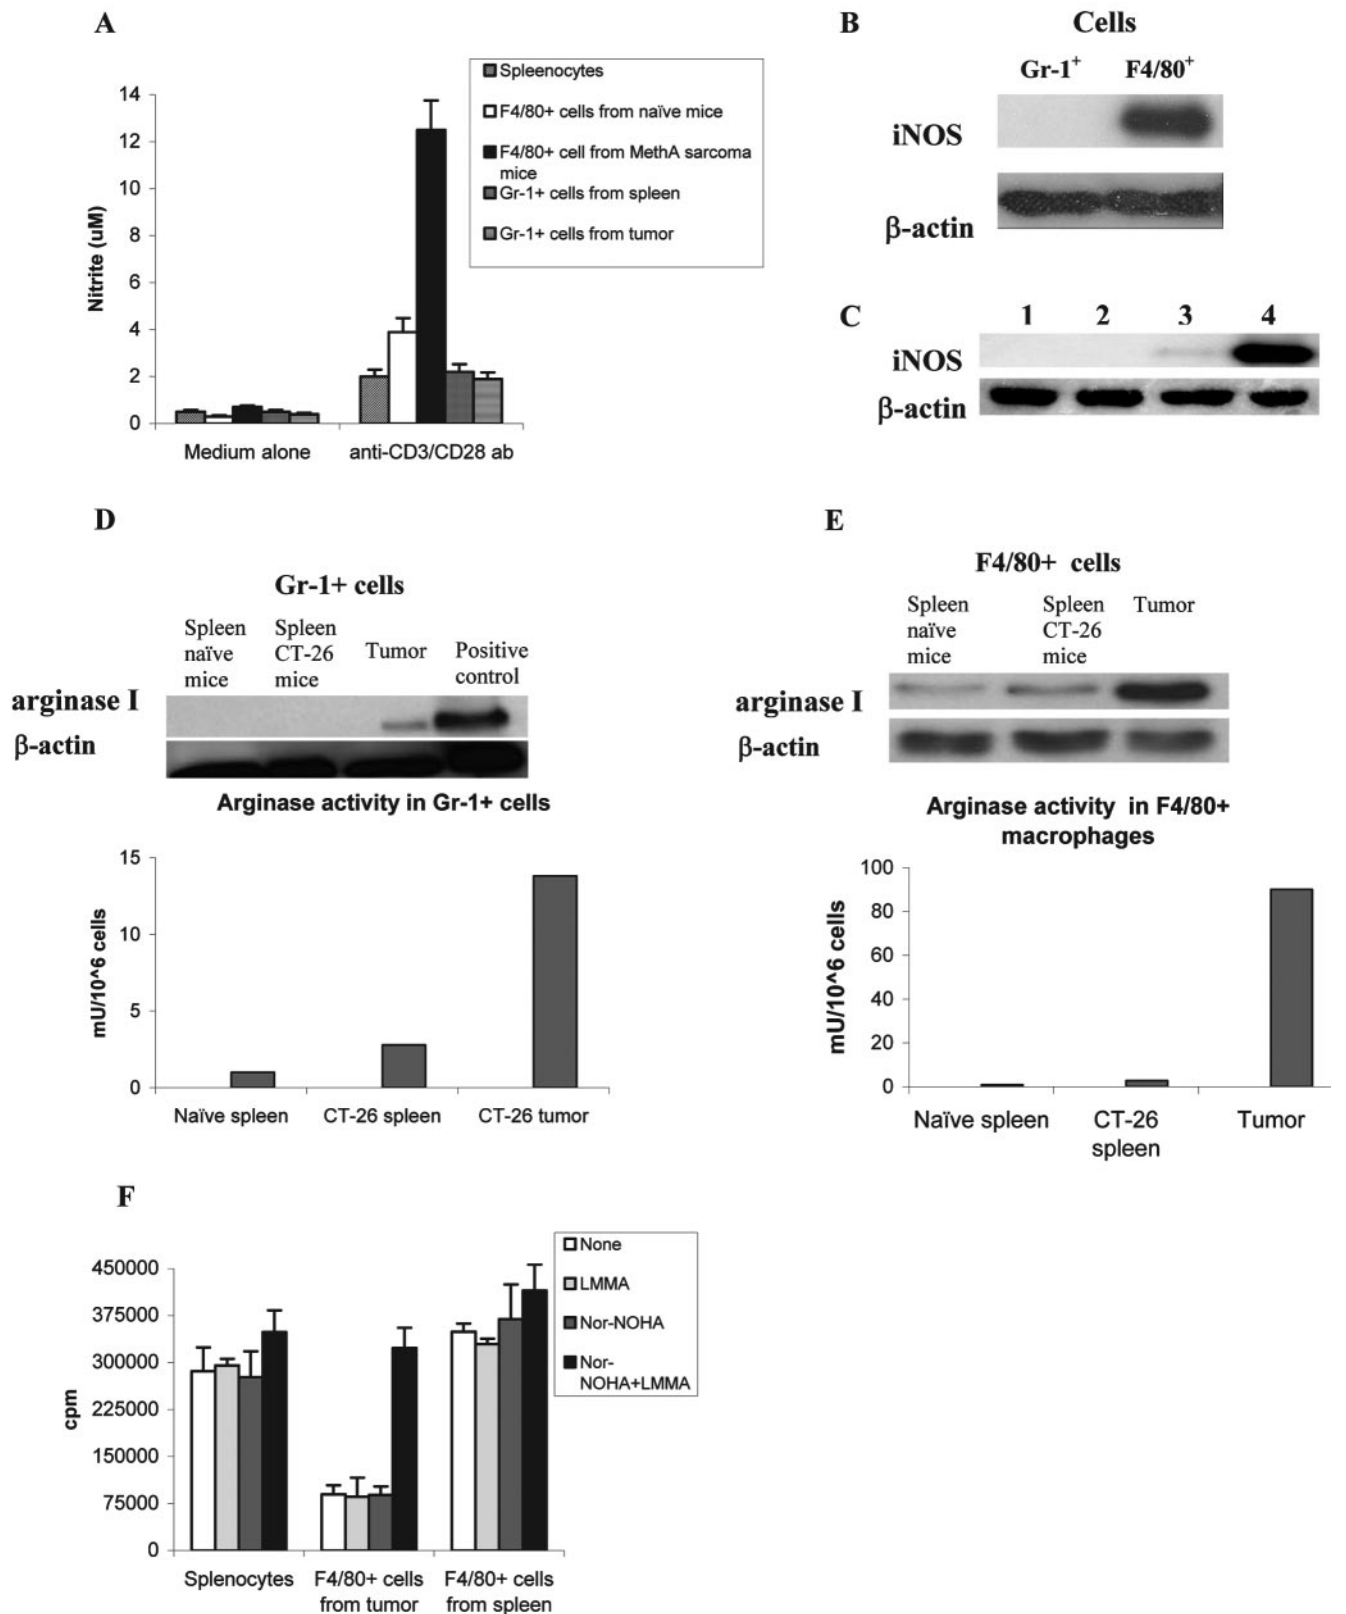 A
Spleenocytes
F4/80+ cells from naïve mice
F4/80+ cell from MethA sarcoma
mice
Gr-1+ cells from spleen
Gr-1+ cells from tumor
14
12
10
8
6
4
2
0
Nitrite (uM)
Medium alone
anti-CD3/CD28 ab
B
Cells
Gr-1+
F4/80+
iNOS
β-actin
C
1 2 3 4
iNOS
β-actin
D
Gr-1+ cells
Spleen
naïve
mice
Spleen
CT-26
mice
Tumor
Positive
control
arginase I
β-actin
Arginase activity in Gr-1+ cells
15
10
5
0
mU/10^6 cells
Naïve spleen
CT-26 spleen
CT-26 tumor
E
F4/80+ cells
Spleen
naïve
mice
Spleen
CT-26
mice
Tumor
arginase I
β-actin
Arginase activity in F4/80+
macrophages
100
80
60
40
20
0
mU/10^6 cells
Naïve spleen
CT-26
spleen
Tumor
F
None
LMMA
Nor-NOHA
Nor-
NOHA+LMMA
450000
375000
300000
225000
150000
75000
0
cpm
Splenocytes
F4/80+ cells
from tumor
F4/80+ cells
from spleen